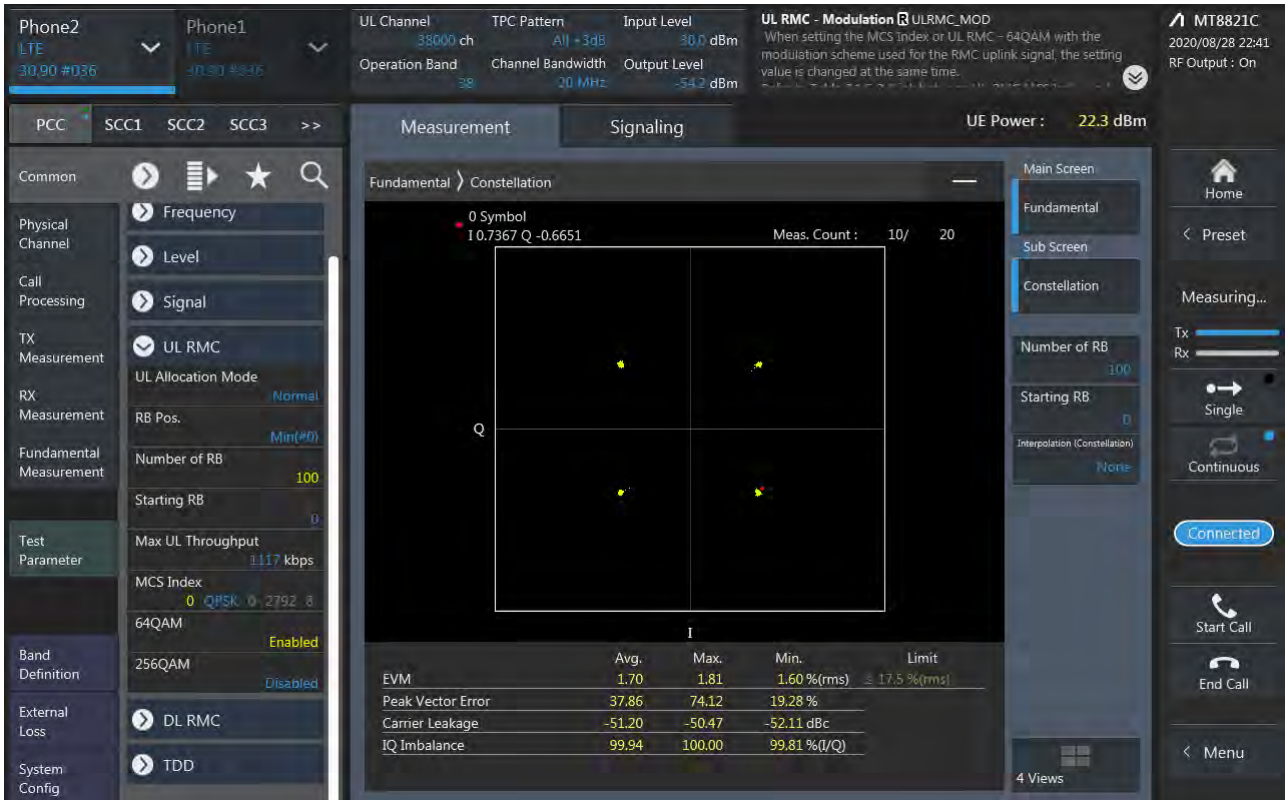 Phone2
LTE
30.90 #036
Phone1
LTE
30.90 #036
UL Channel
38000 ch
Operation Band
38
TPC Pattern
All +3dB
Channel Bandwidth
20 MHz
Input Level
30.0 dBm
Output Level
-54.2 dBm
UL RMC - Modulation R ULRMC_MOD
When setting the MCS Index or UL RMC - 64QAM with the
modulation scheme used for the RMC uplink signal, the setting
value is changed at the same time.
MT8821C
2020/08/28 22:41
RF Output : On
PCC SCC1 SCC2 SCC3 >>
Measurement
Signaling
UE Power : 22.3 dBm
Common
Physical
Channel
Call
Processing
TX
Measurement
RX
Measurement
Fundamental
Measurement
Test
Parameter
Band
Definition
External
Loss
System
Config
Frequency
Level
Signal
UL RMC
UL Allocation Mode
Normal
RB Pos.
Min(#0)
Number of RB
100
Starting RB
0
Max UL Throughput
1117 kbps
MCS Index
0 QPSK 0 2792 8
64QAM
Enabled
256QAM
Disabled
DL RMC
TDD
Fundamental 〉 Constellation
0 Symbol
I 0.7367 Q -0.6651
Meas. Count : 10/ 20
Q
I
Avg. Max. Min. Limit
EVM 1.70 1.81 1.60 %(rms) ≤ 17.5 %(rms)
Peak Vector Error 37.86 74.12 19.28 %
Carrier Leakage -51.20 -50.47 -52.11 dBc
IQ Imbalance 99.94 100.00 99.81 %(I/Q)
Main Screen
Fundamental
Sub Screen
Constellation
Number of RB
100
Starting RB
0
Interpolation (Constellation)
None
4 Views
Home
< Preset
Measuring...
Tx
Rx
Single
Continuous
Connected
Start Call
End Call
< Menu